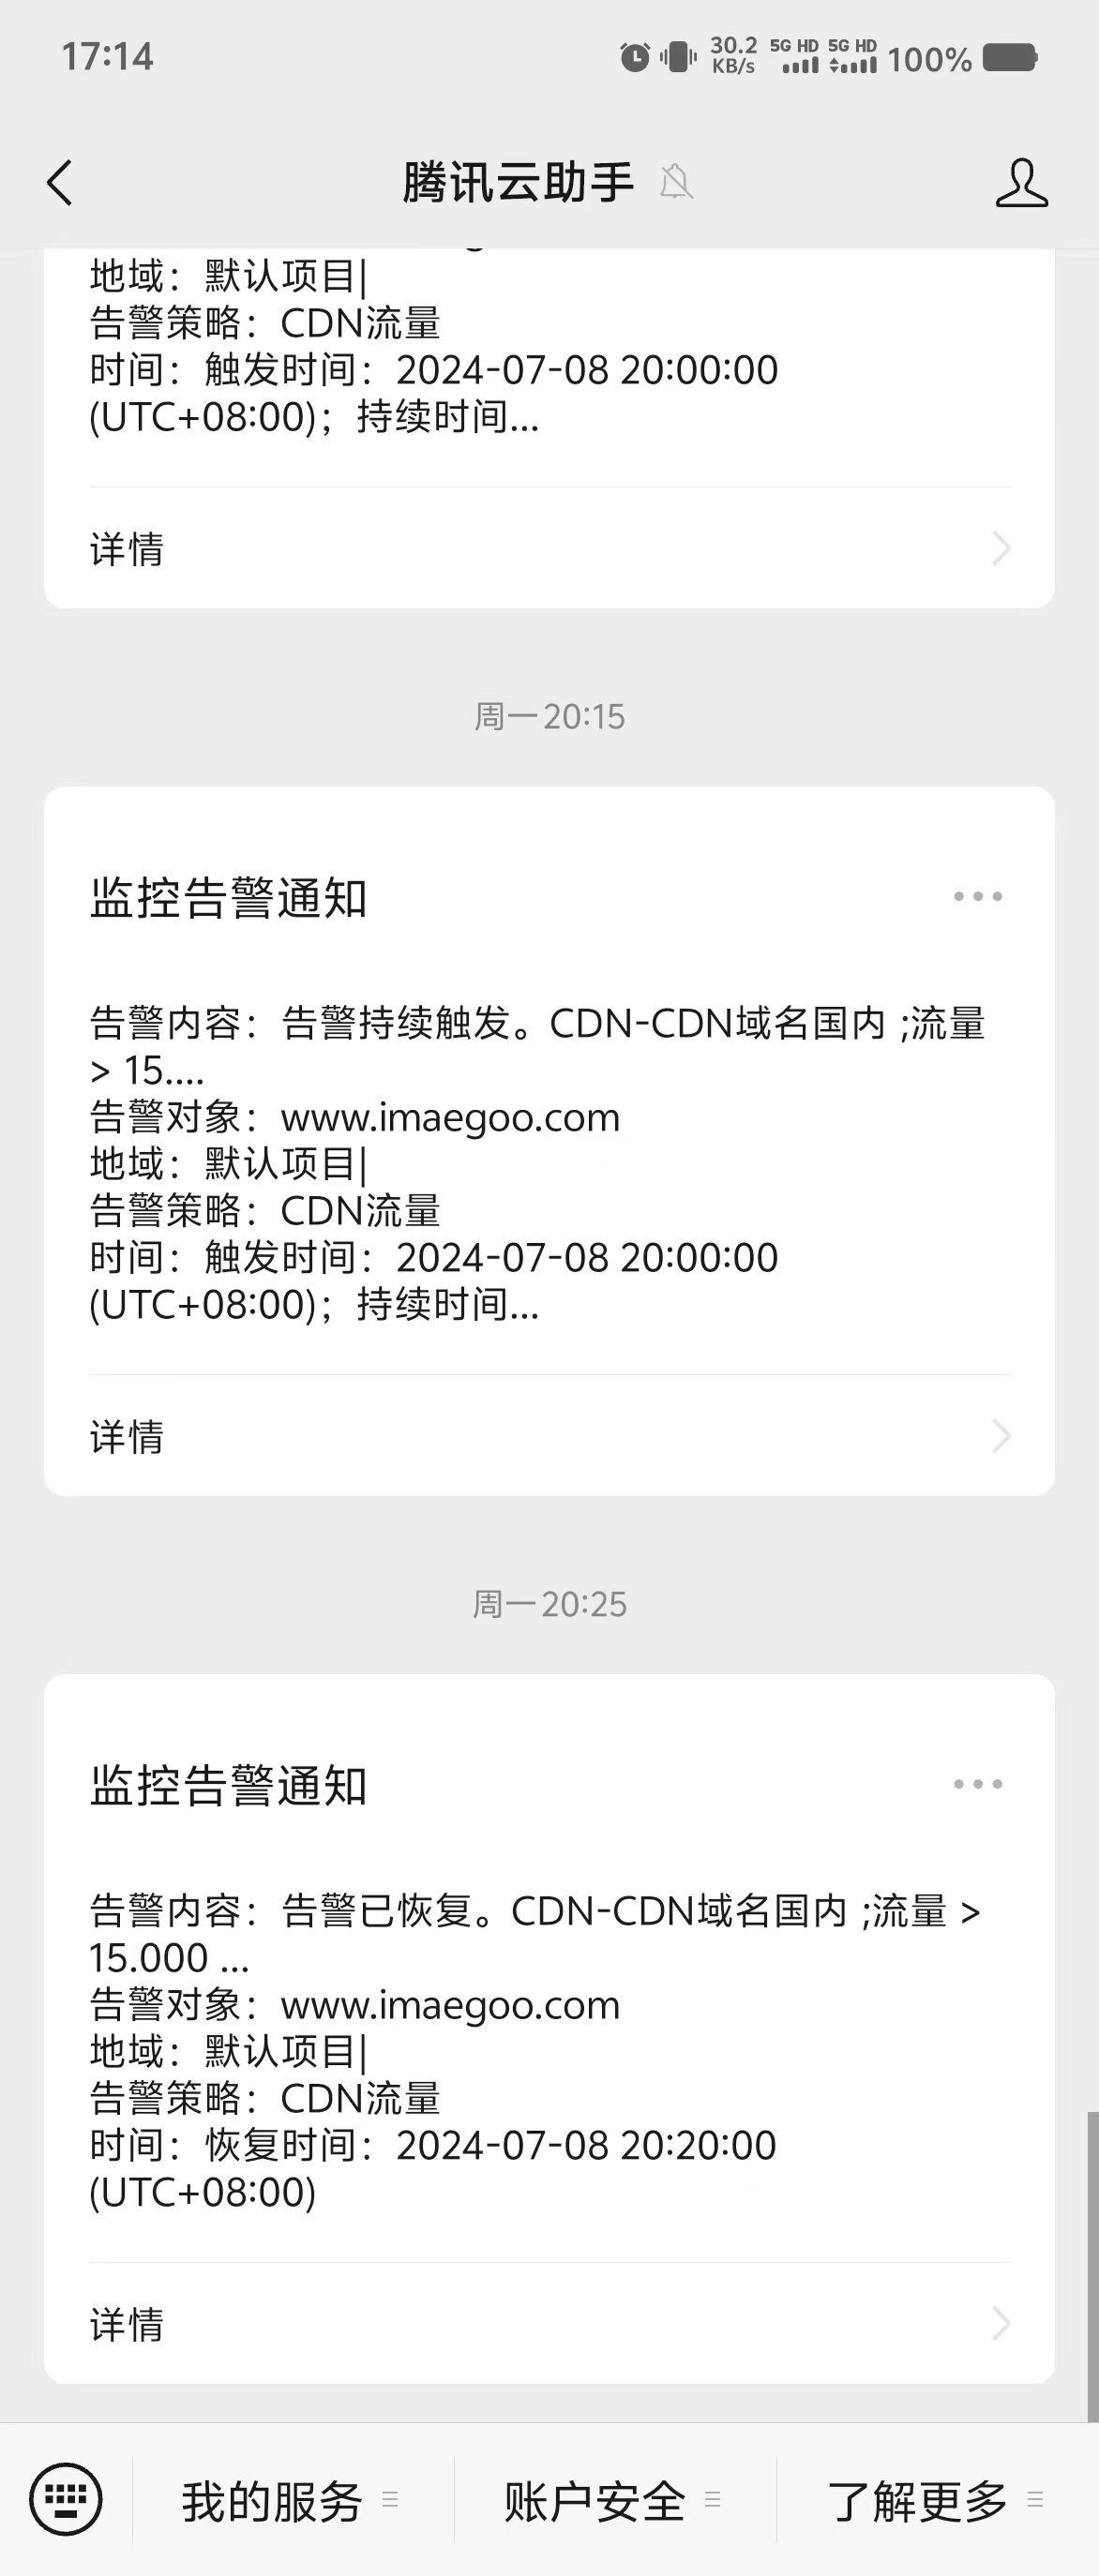 17:14
30.2 KB/s 5G HD 5G HD 100%
腾讯云助手
地域：默认项目|
告警策略：CDN流量
时间：触发时间：2024-07-08 20:00:00
(UTC+08:00)；持续时间...
详情
周一 20:15
监控告警通知
告警内容：告警持续触发。CDN-CDN域名国内 ;流量
> 15....
告警对象：www.imaegoo.com
地域：默认项目|
告警策略：CDN流量
时间：触发时间：2024-07-08 20:00:00
(UTC+08:00)；持续时间...
详情
周一 20:25
监控告警通知
告警内容：告警已恢复。CDN-CDN域名国内 ;流量 >
15.000 ...
告警对象：www.imaegoo.com
地域：默认项目|
告警策略：CDN流量
时间：恢复时间：2024-07-08 20:20:00
(UTC+08:00)
详情
我的服务
账户安全
了解更多